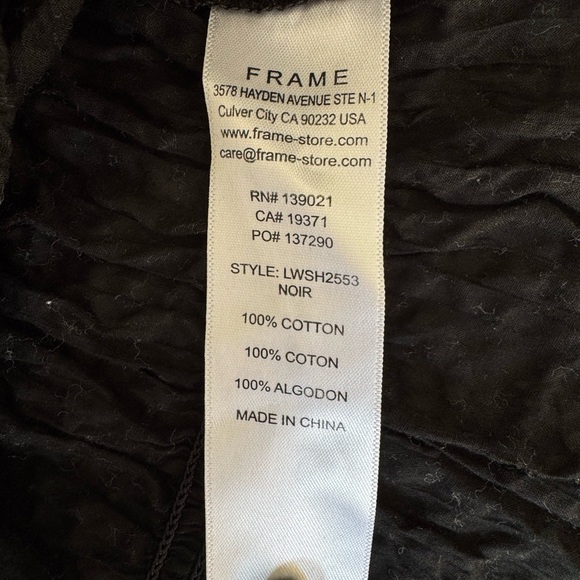 FRAME
3578 HAYDEN AVENUE STE N-1
Culver City CA 90232 USA
www.frame-store.com
care@frame-store.com
RN# 139021
CA# 19371
PO# 137290
STYLE: LWSH2553
NOIR
100% COTTON
100% COTON
100% ALGODON
MADE IN CHINA